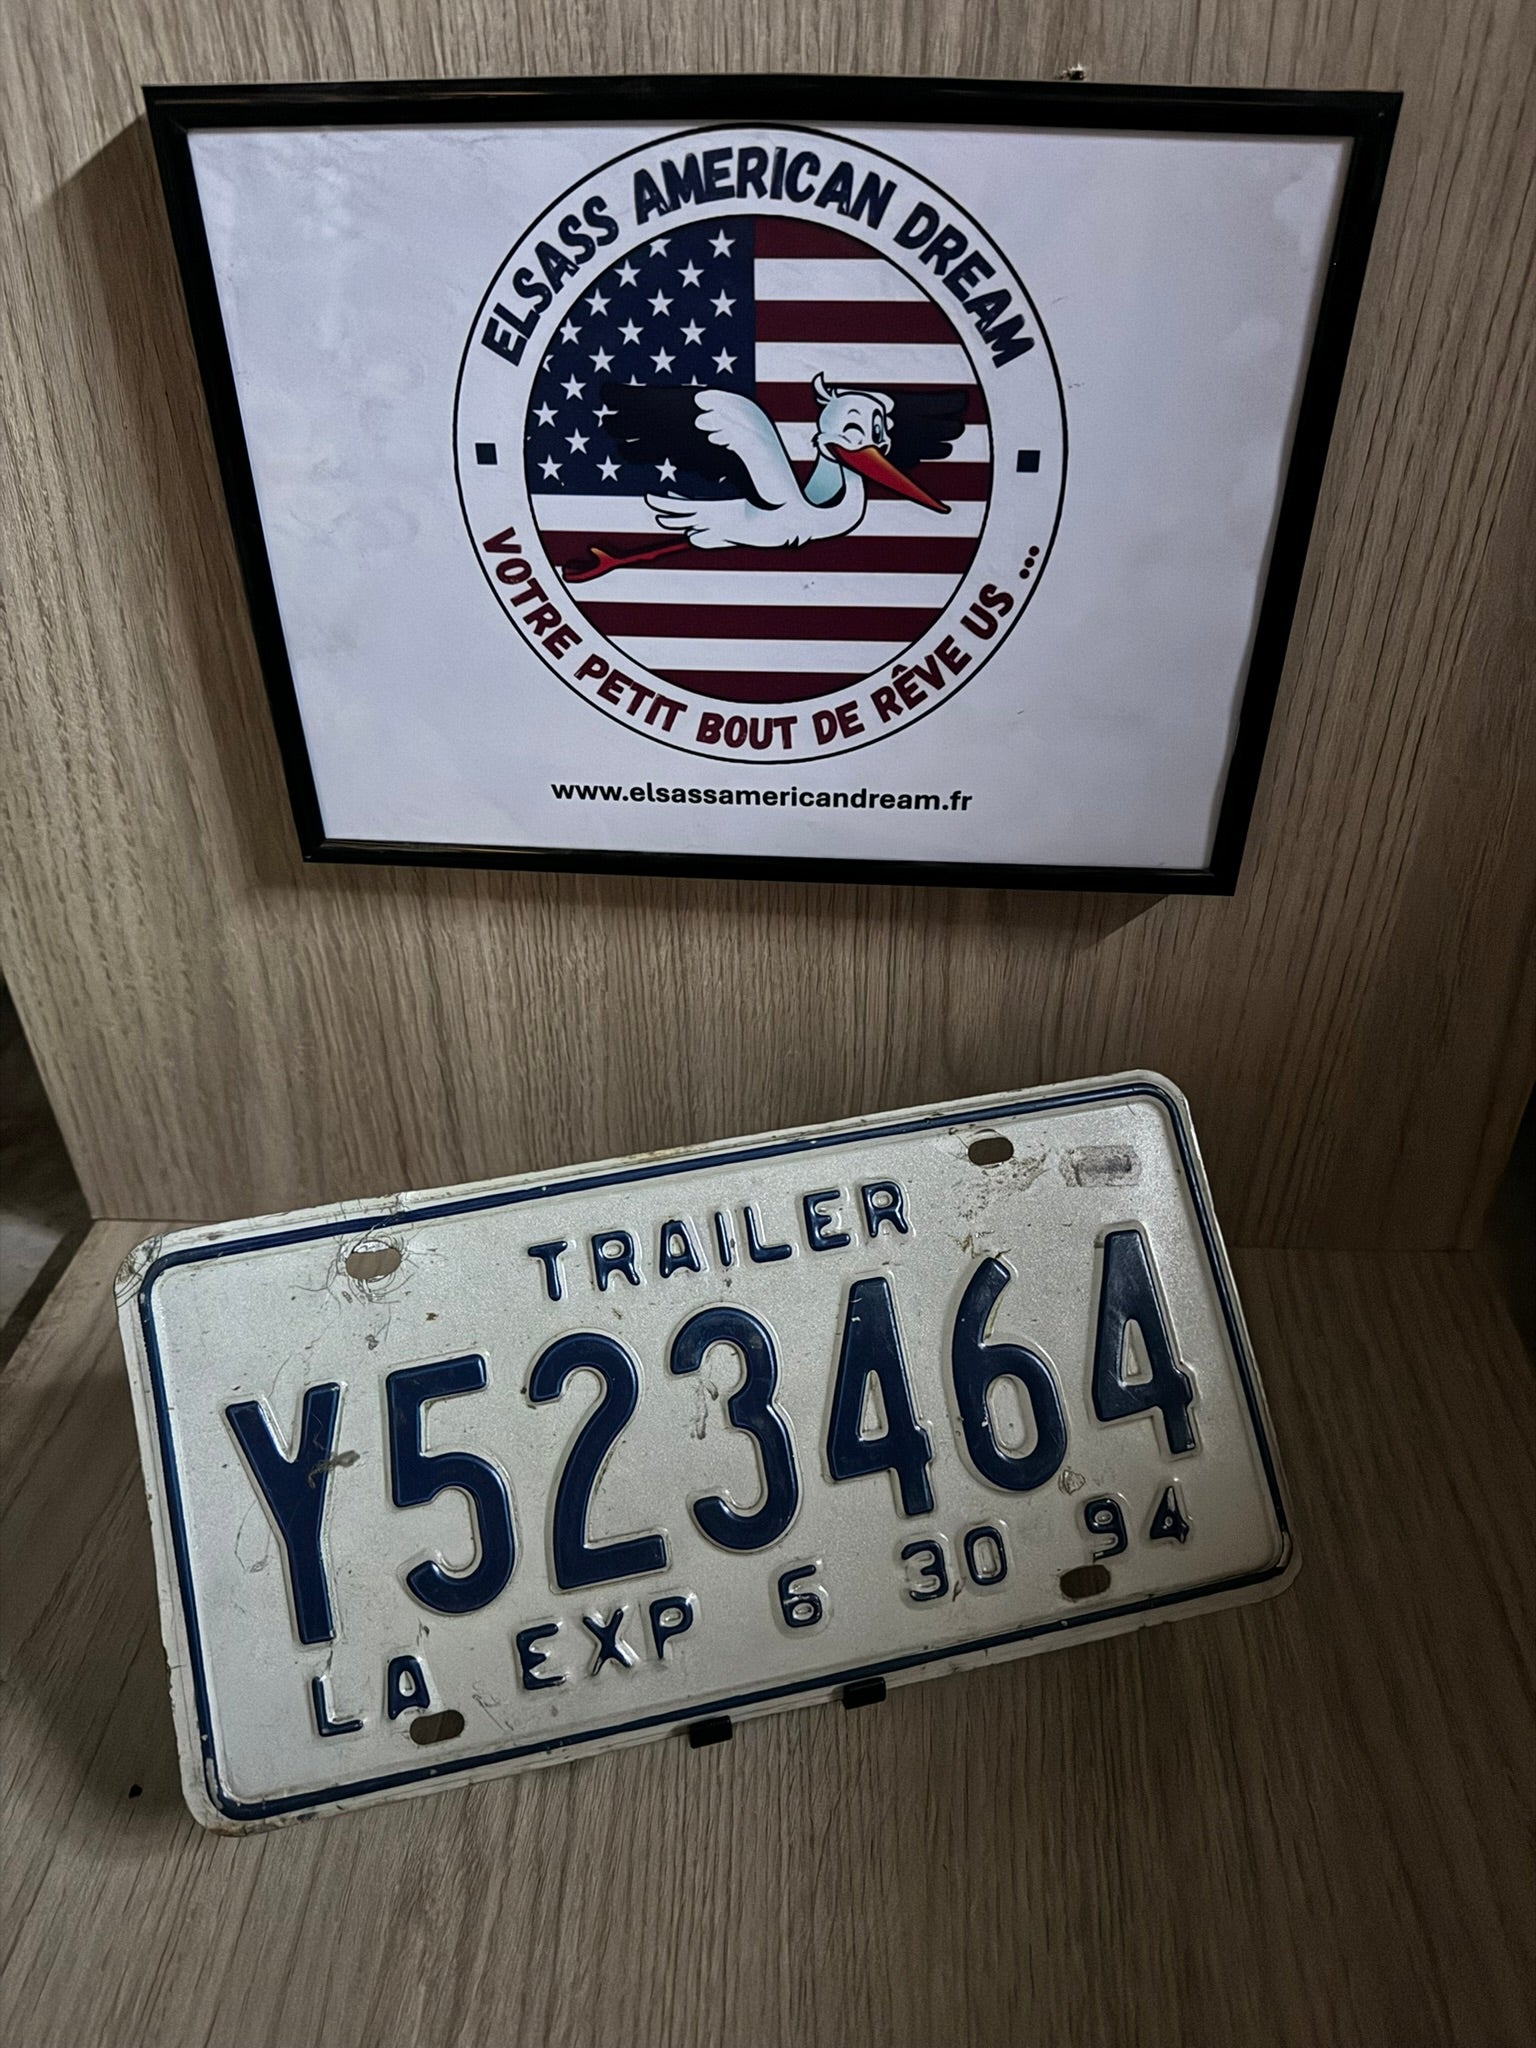 ELSASS AMERICAN DREAM
VOTRE PETIT BOUT DE RÊVE US ...
www.elsassamericandream.fr
TRAILER
Y523464
LA EXP 6 30 94